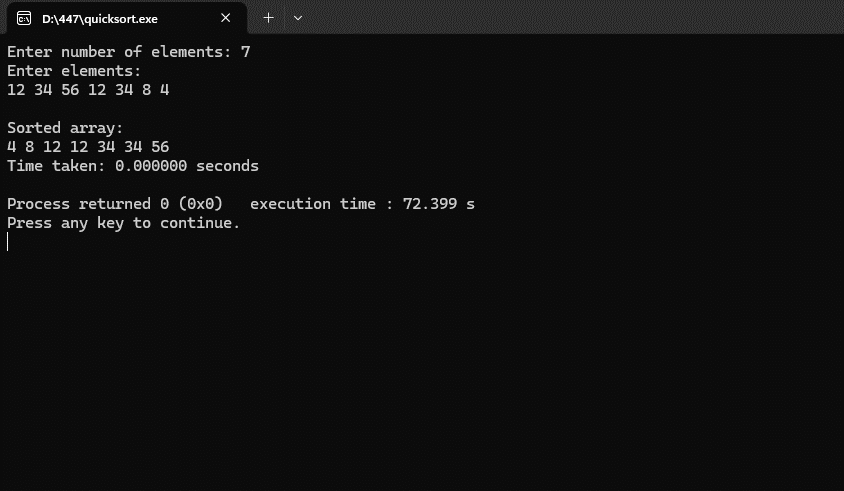 D:\447\quicksort.exe
Enter number of elements: 7
Enter elements:
12 34 56 12 34 8 4
Sorted array:
4 8 12 12 34 34 56
Time taken: 0.000000 seconds
Process returned 0 (0x0)   execution time : 72.399 s
Press any key to continue.